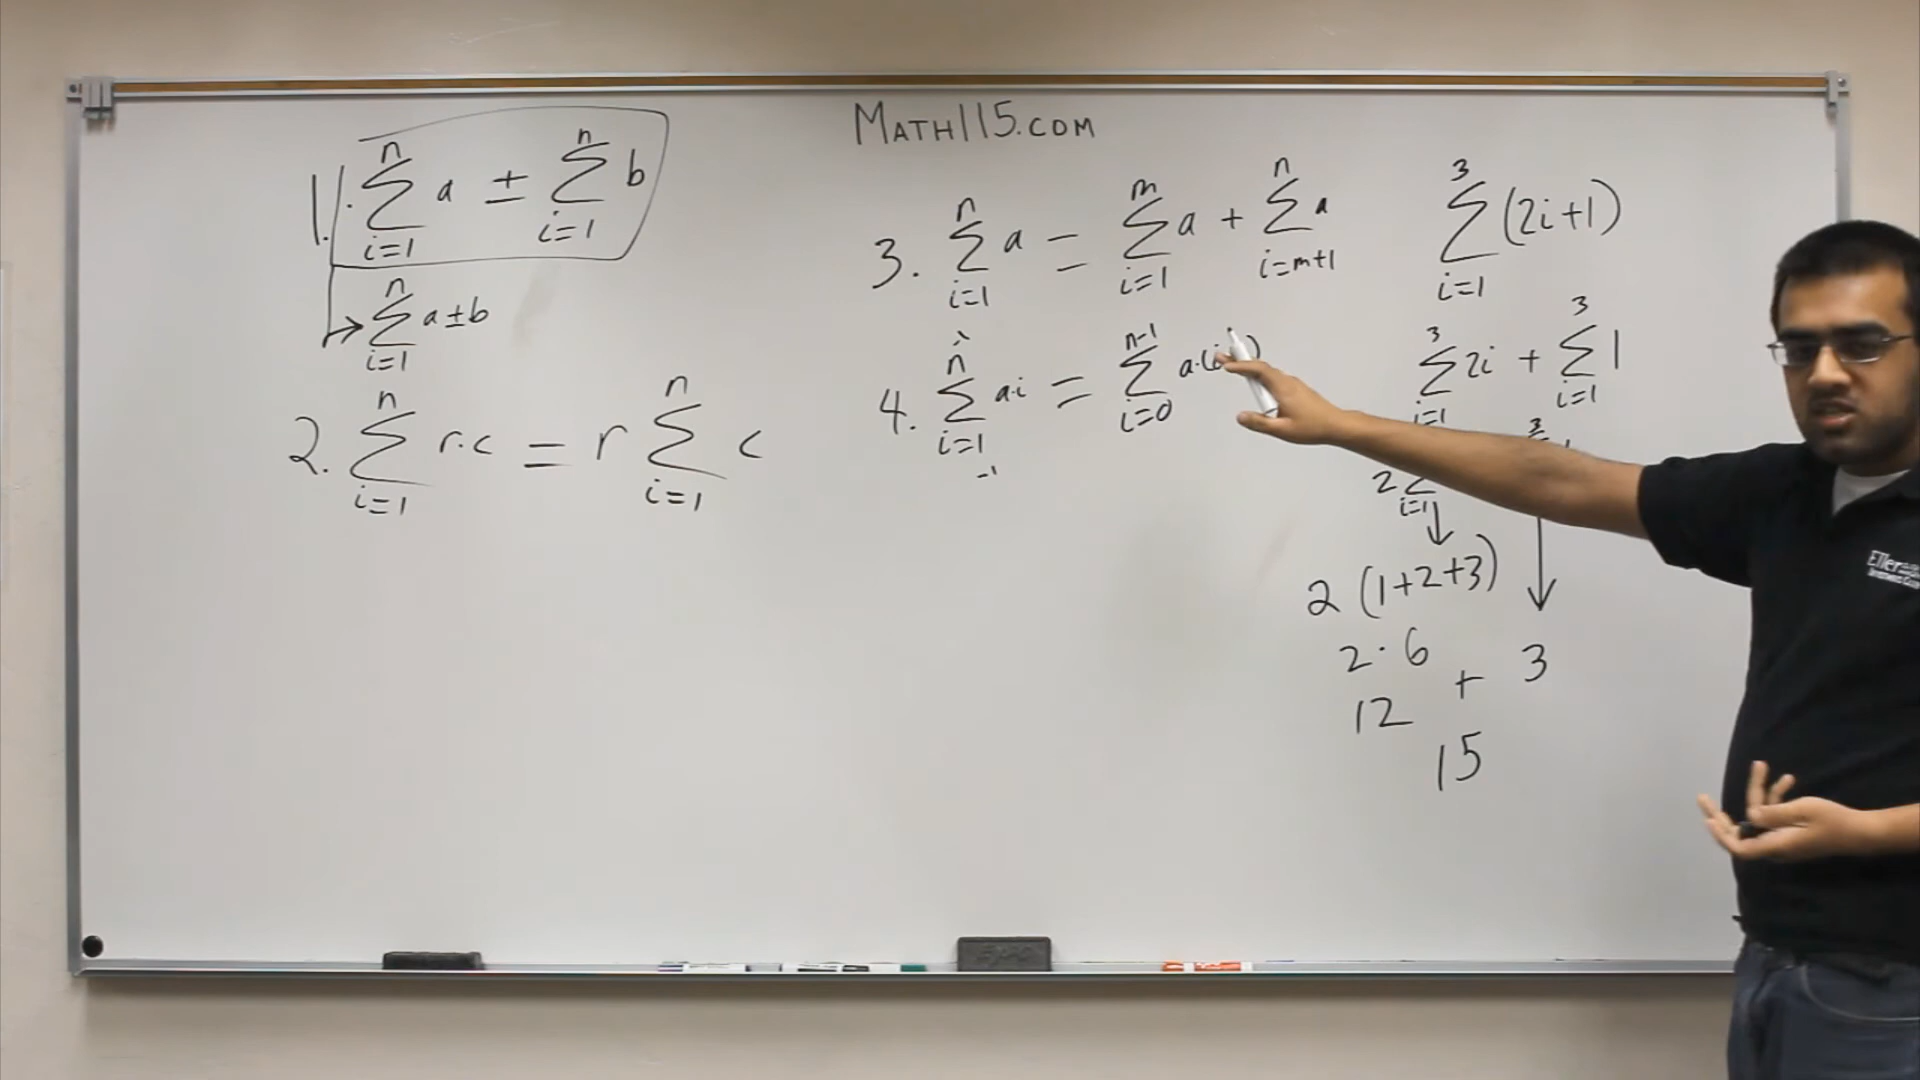 MATH115.COM
1. ∑_{i=1}^{n} a ± ∑_{i=1}^{n} b
→ ∑_{i=1}^{n} a±b
2. ∑_{i=1}^{n} r·c = r ∑_{i=1}^{n} c
3. ∑_{i=1}^{n} a = ∑_{i=1}^{m} a + ∑_{i=m+1}^{n} a
4. ∑_{i=1}^{n} a·i = ∑_{i=0}^{n-1} a·(i )
-1
∑_{i=1}^{3} (2i+1)
∑_{i=1}^{3} 2i + ∑_{i=1}^{3} 1
2 ∑_{i=1}
2 (1+2+3)
2·6
12 + 3
15
Eller